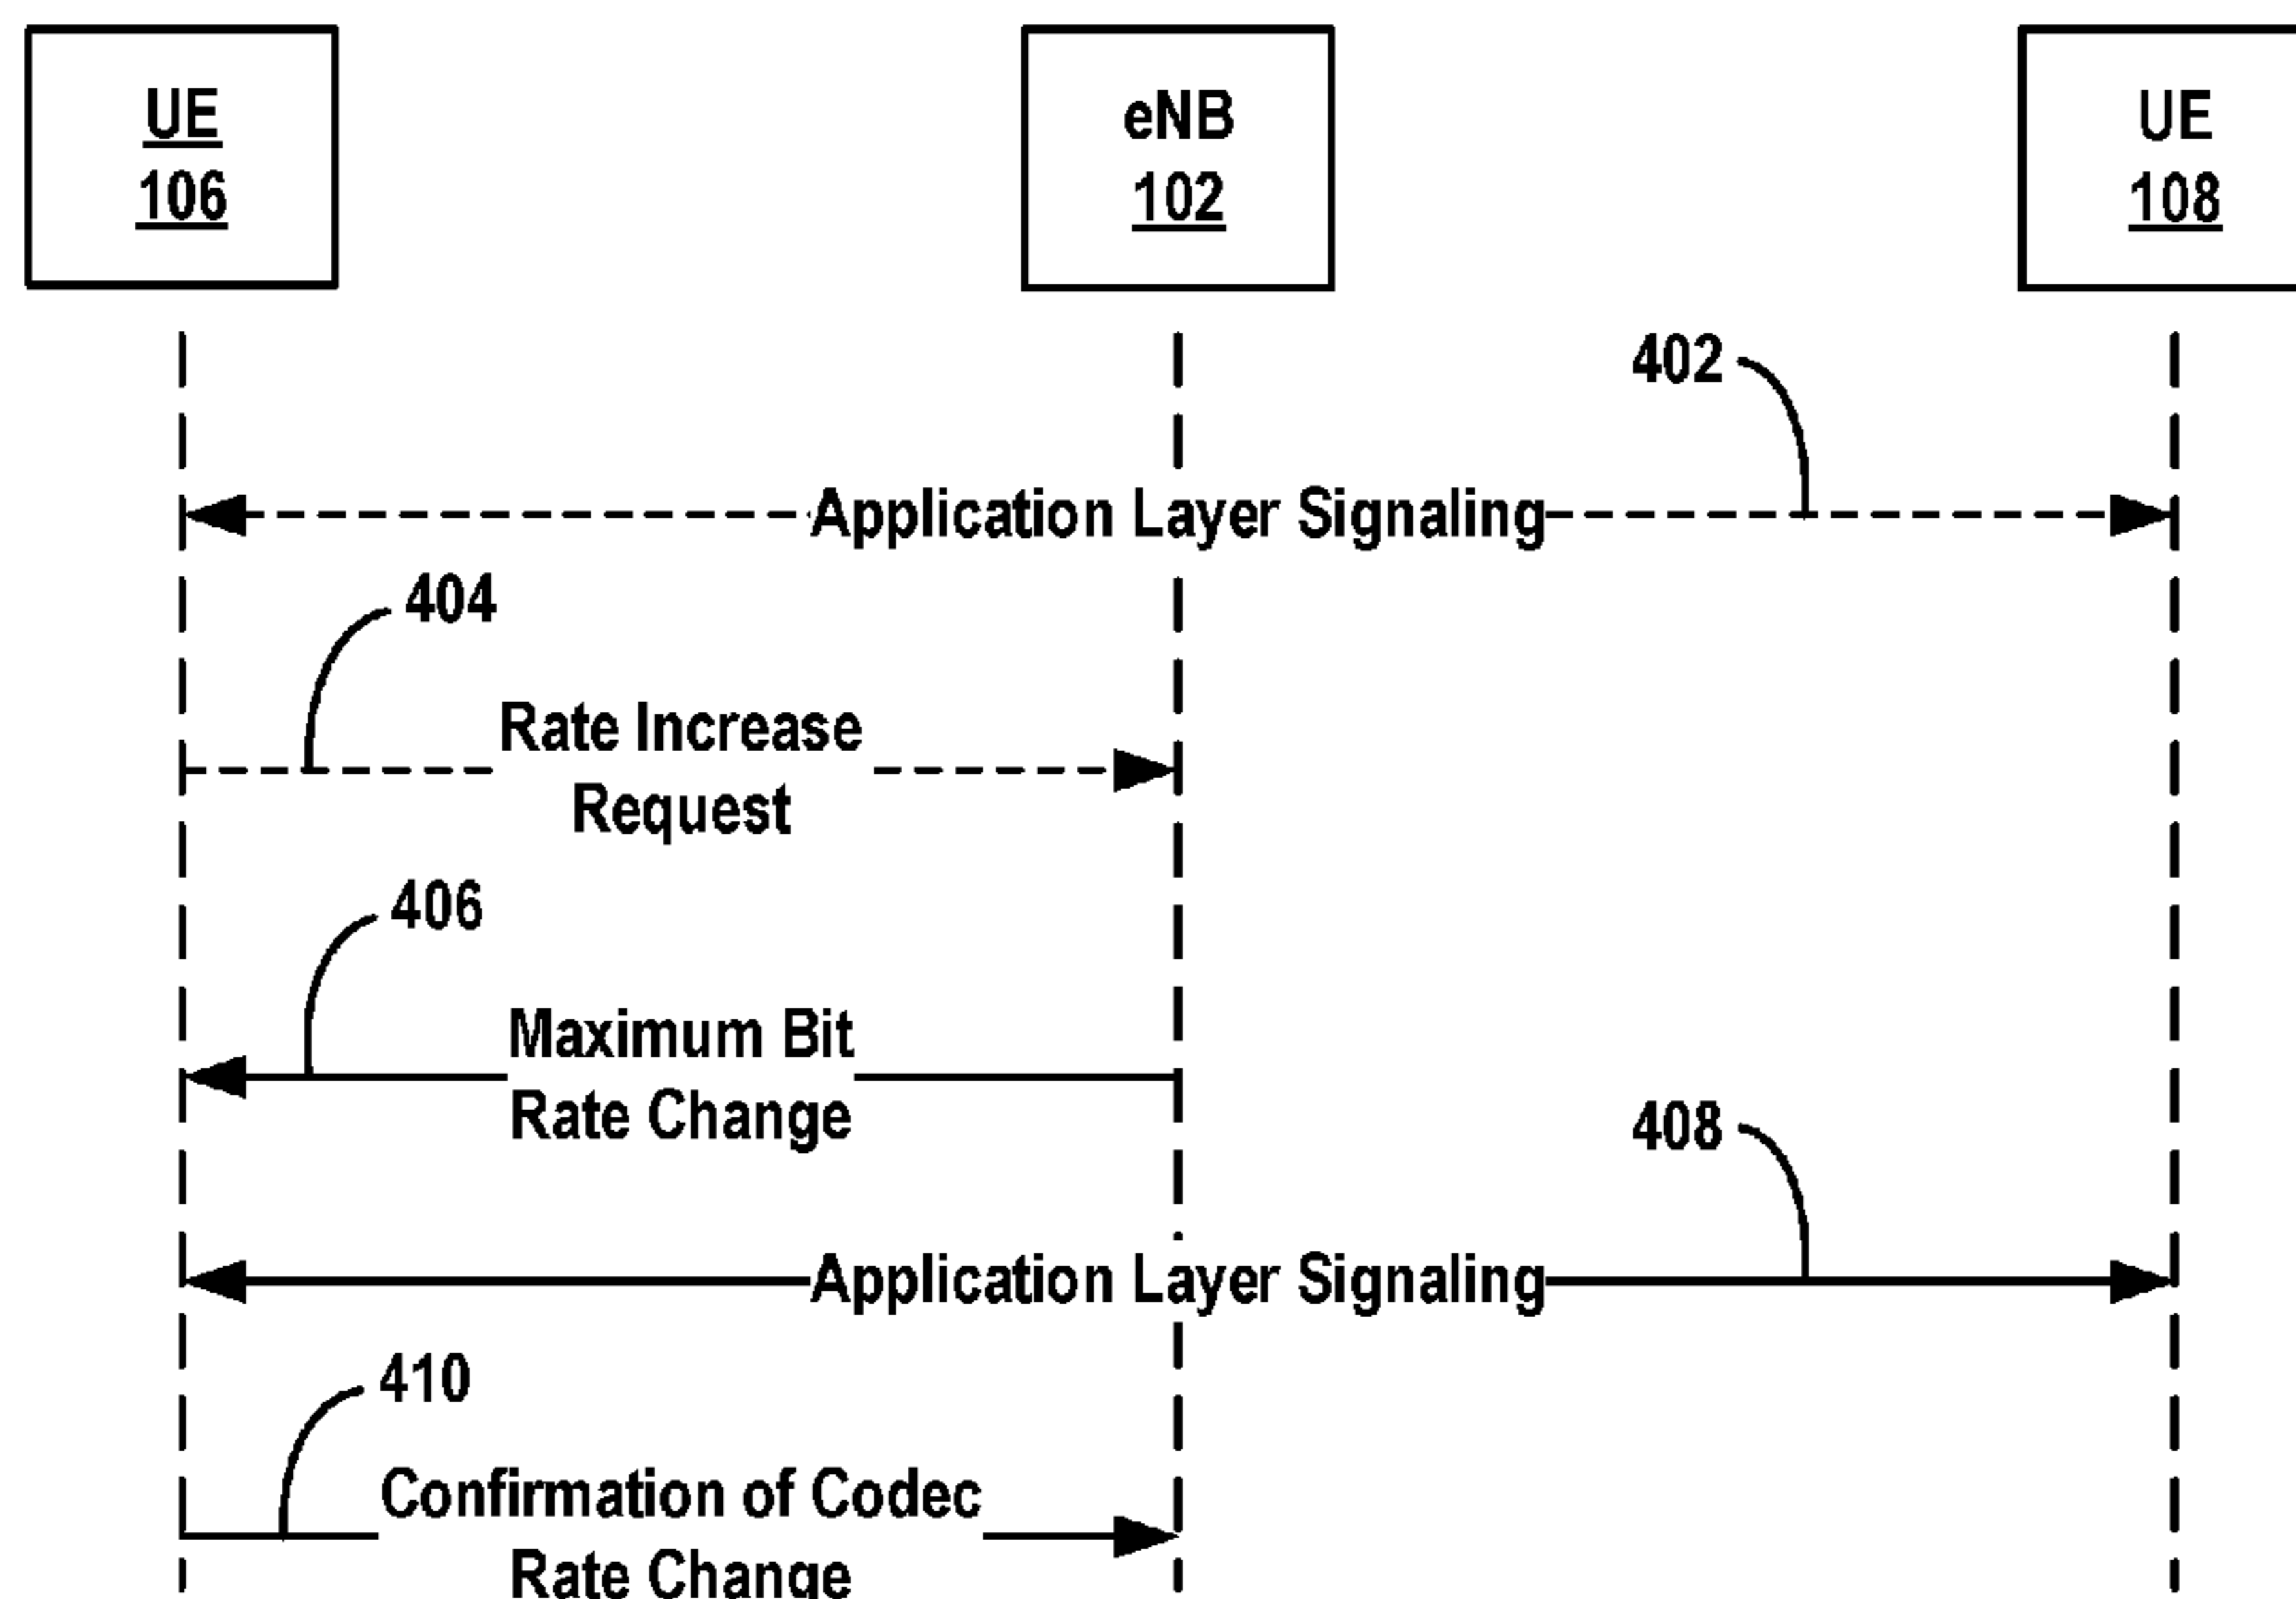 UE
106
eNB
102
UE
108
402
Application Layer Signaling
404
Rate Increase
Request
406
Maximum Bit
Rate Change
408
Application Layer Signaling
410
Confirmation of Codec
Rate Change